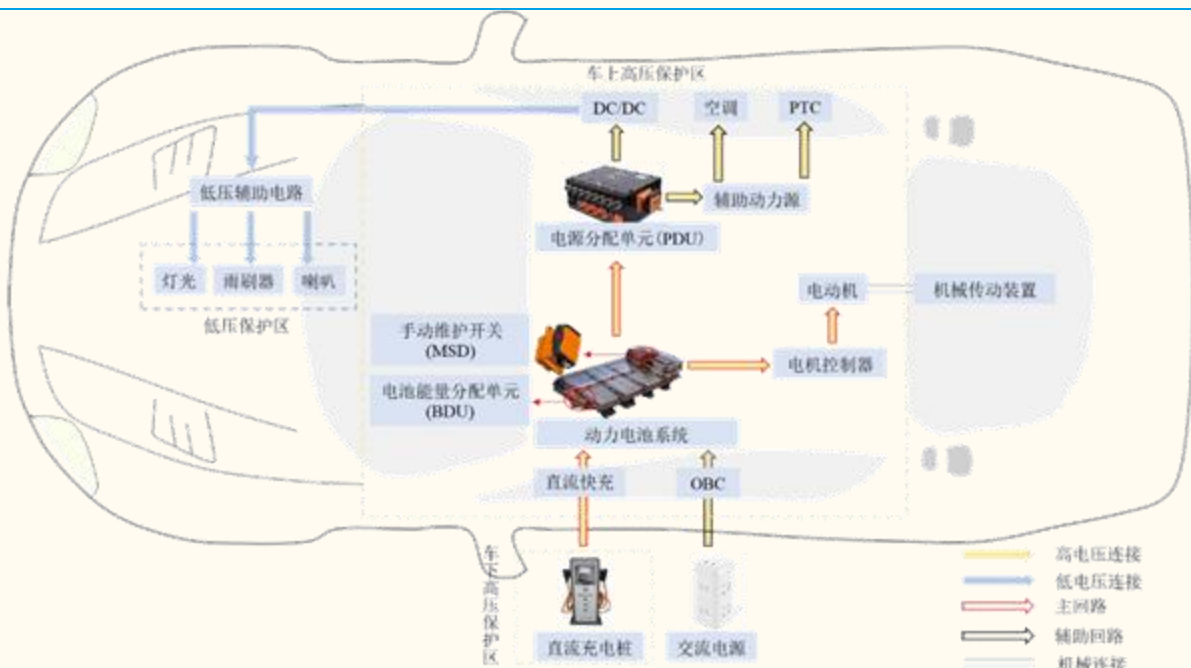 车上高压保护区
DC/DC
空调
PTC
低压辅助电路
辅助动力源
电源分配单元(PDU)
灯光
雨刷器
喇叭
低压保护区
电动机
机械传动装置
手动维护开关
(MSD)
电机控制器
电池能量分配单元
(BDU)
动力电池系统
直流快充
OBC
车下高压保护区
直流充电桩
交流电源
高电压连接
低电压连接
主回路
辅助回路
机械连接